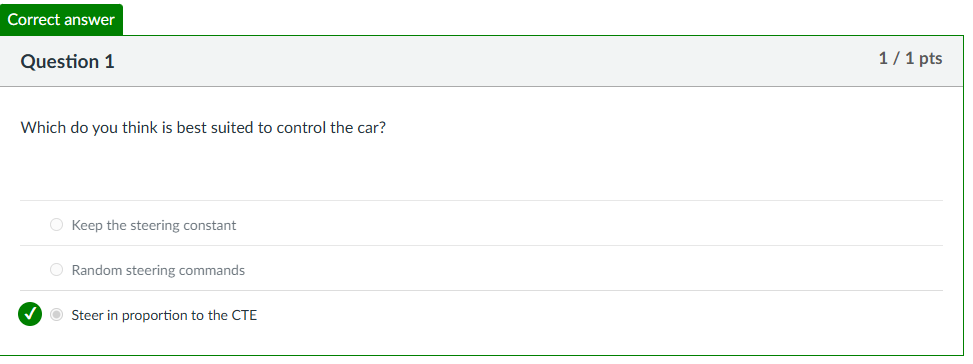 Correct answer
Question 1
1 / 1 pts
Which do you think is best suited to control the car?
Keep the steering constant
Random steering commands
Steer in proportion to the CTE